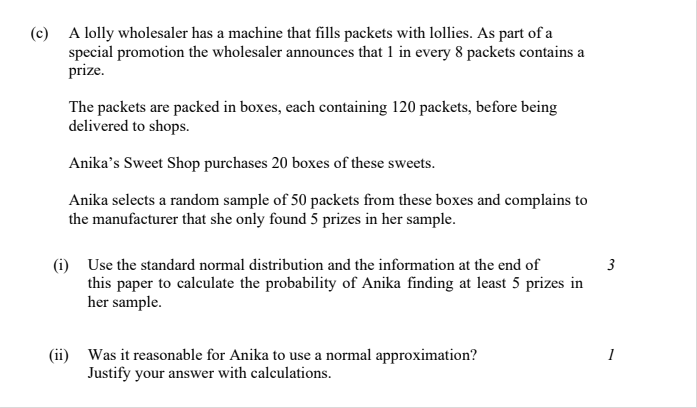 (c) A lolly wholesaler has a machine that fills packets with lollies. As part of a
special promotion the wholesaler announces that 1 in every 8 packets contains a
prize.
The packets are packed in boxes, each containing 120 packets, before being
delivered to shops.
Anika’s Sweet Shop purchases 20 boxes of these sweets.
Anika selects a random sample of 50 packets from these boxes and complains to
the manufacturer that she only found 5 prizes in her sample.
(i) Use the standard normal distribution and the information at the end of 3
this paper to calculate the probability of Anika finding at least 5 prizes in
her sample.
(ii) Was it reasonable for Anika to use a normal approximation? 1
Justify your answer with calculations.